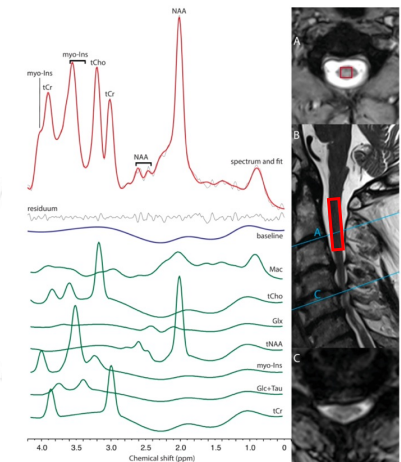 NAA
A
myo-Ins
tCho
myo-Ins
tCr
tCr
B
NAA
spectrum and fit
residuum
baseline
A
Mac
tCho
C
Glx
tNAA
myo-Ins
C
Glc+Tau
tCr
4.0 3.5 3.0 2.5 2.0 1.5 1.0 0.5 0
Chemical shift (ppm)